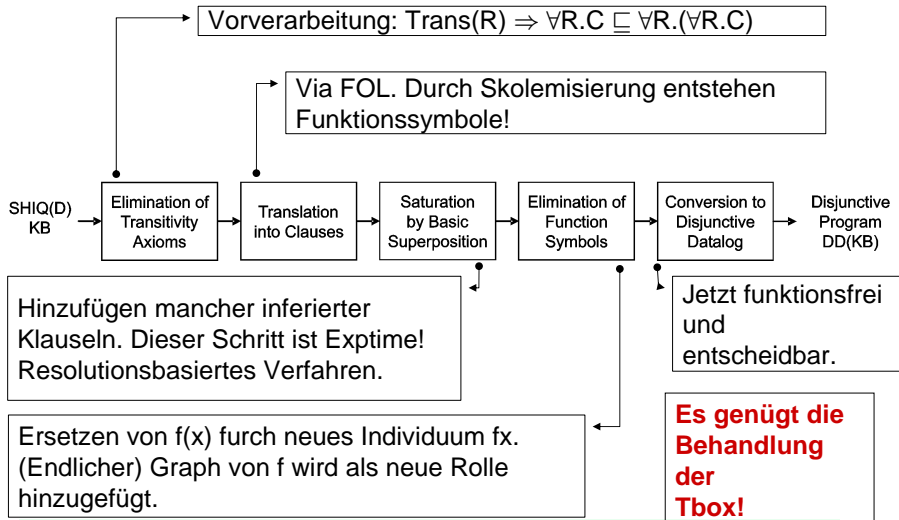 Vorverarbeitung: Trans(R) ⇒ ∀R.C ⊑ ∀R.(∀R.C)
Via FOL. Durch Skolemisierung entstehen
Funktionssymbole!
SHIQ(D)
KB
Elimination of
Transitivity
Axioms
Translation
into Clauses
Saturation
by Basic
Superposition
Elimination of
Function
Symbols
Conversion to
Disjunctive
Datalog
Disjunctive
Program
DD(KB)
Hinzufügen mancher inferierter
Klauseln. Dieser Schritt ist Exptime!
Resolutionsbasiertes Verfahren.
Jetzt funktionsfrei
und
entscheidbar.
Ersetzen von f(x) furch neues Individuum fx.
(Endlicher) Graph von f wird als neue Rolle
hinzugefügt.
Es genügt die
Behandlung
der
Tbox!